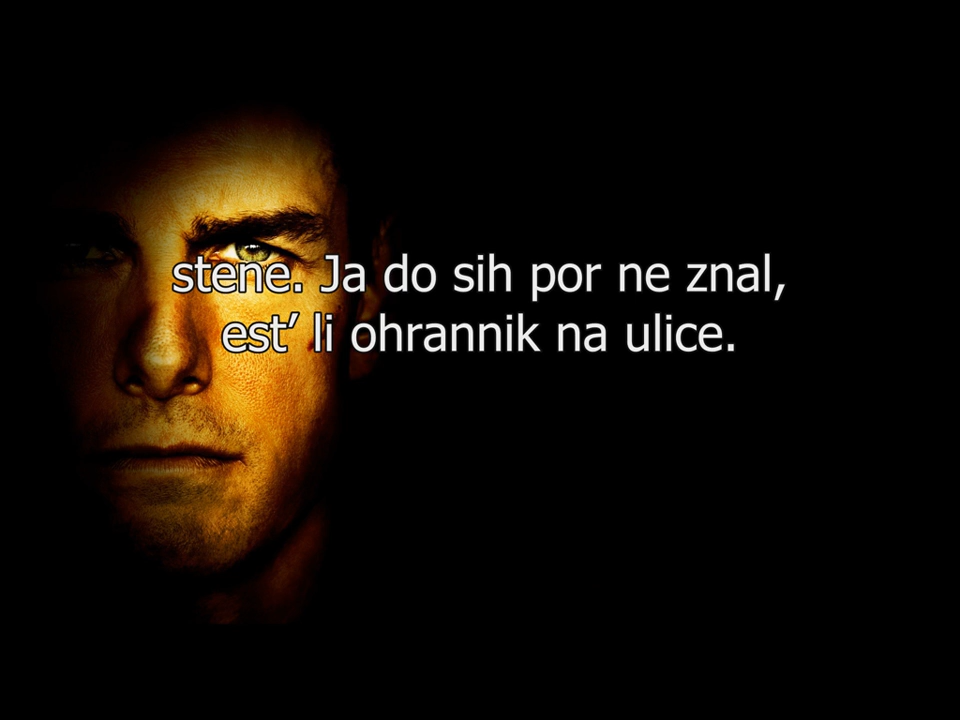 stene. Ja do sih por ne znal,
est’ li ohrannik na ulice.